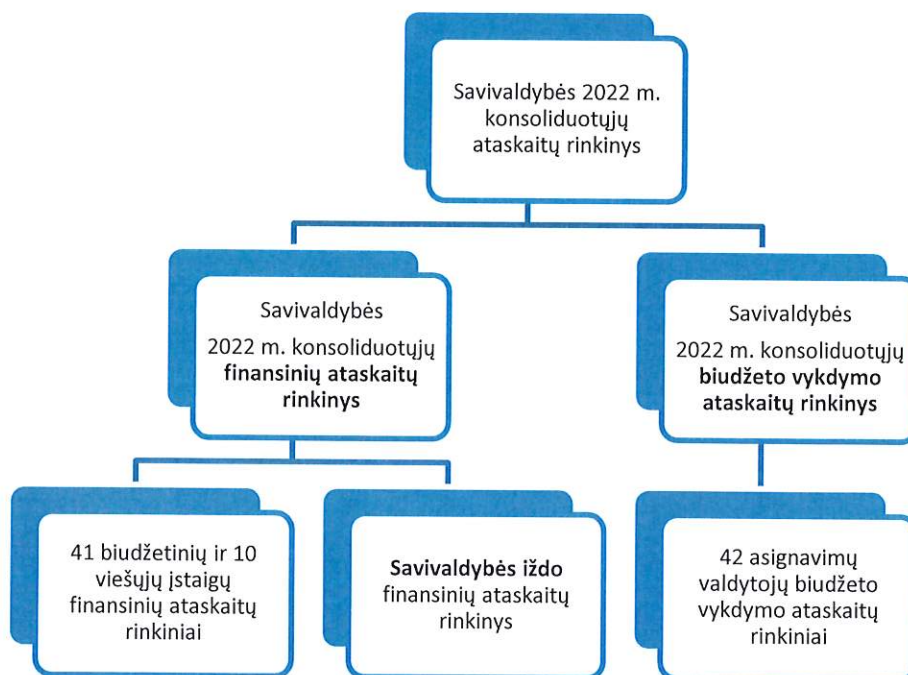 Savivaldybės 2022 m.
konsoliduotųjų
ataskaitų rinkinys
Savivaldybės
2022 m. konsoliduotųjų
finansinių ataskaitų
rinkinys
Savivaldybės
2022 m. konsoliduotųjų
biudžeto vykdymo
ataskaitų rinkinys
41 biudžetinių ir 10
viešųjų įstaigų
finansinių ataskaitų
rinkiniai
Savivaldybės iždo
finansinių ataskaitų
rinkinys
42 asignavimų
valdytojų biudžeto
vykdymo ataskaitų
rinkiniai